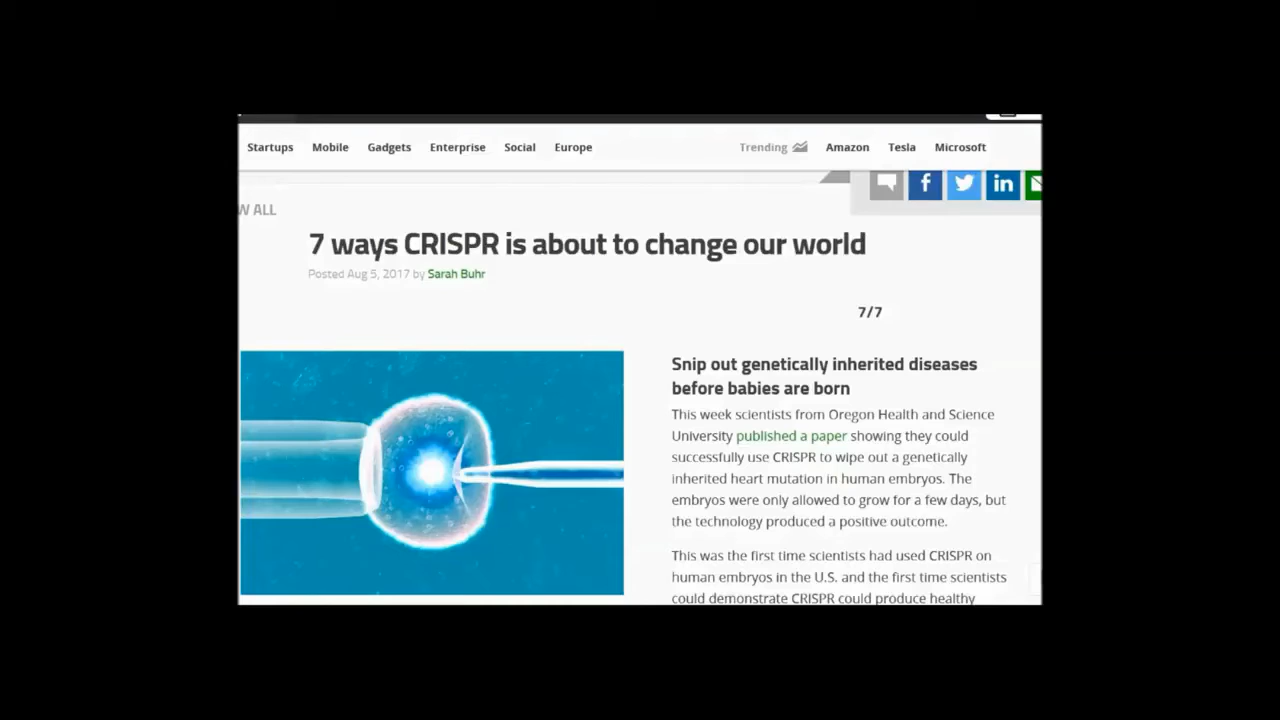 Startups Mobile Gadgets Enterprise Social Europe Trending Amazon Tesla Microsoft
W ALL
7 ways CRISPR is about to change our world
Posted Aug 5, 2017 by Sarah Buhr
7/7
Snip out genetically inherited diseases
before babies are born
This week scientists from Oregon Health and Science
University published a paper showing they could
successfully use CRISPR to wipe out a genetically
inherited heart mutation in human embryos. The
embryos were only allowed to grow for a few days, but
the technology produced a positive outcome.
This was the first time scientists had used CRISPR on
human embryos in the U.S. and the first time scientists
could demonstrate CRISPR could produce healthy